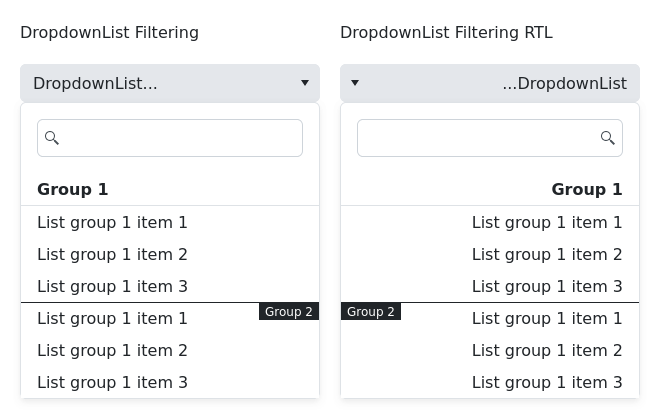 DropdownList Filtering
DropdownList...
Group 1
List group 1 item 1
List group 1 item 2
List group 1 item 3
Group 2
List group 1 item 1
List group 1 item 2
List group 1 item 3
DropdownList Filtering RTL
...DropdownList
Group 1
List group 1 item 1
List group 1 item 2
List group 1 item 3
Group 2
List group 1 item 1
List group 1 item 2
List group 1 item 3